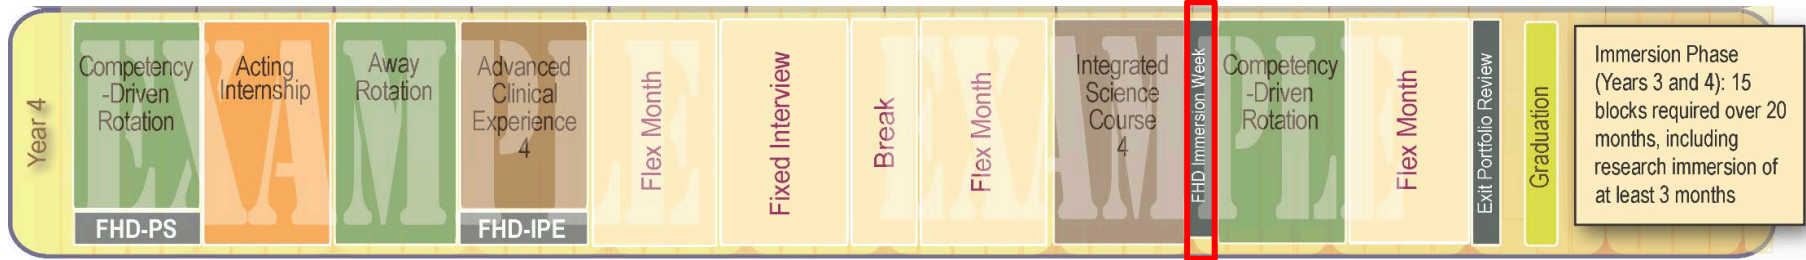 Year 4
Competency
-Driven
Rotation
FHD-PS
Acting
Internship
Away
Rotation
Advanced
Clinical
Experience
4
FHD-IPE
Flex Month
Fixed Interview
Break
Flex Month
Integrated
Science
Course
4
FHD Immersion Week
Competency
-Driven
Rotation
Flex Month
Exit Portfolio Review
Graduation
Immersion Phase
(Years 3 and 4): 15
blocks required over 20
months, including
research immersion of
at least 3 months
EXAMPLE
EXAMPLE